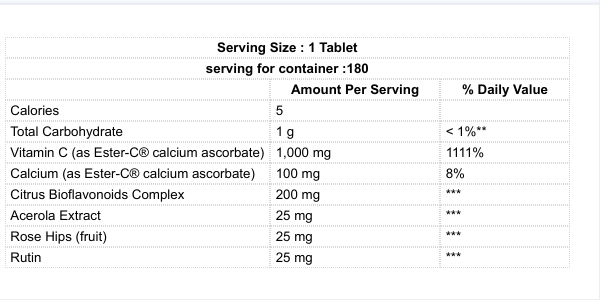 Serving Size : 1 Tablet
serving for container :180
Amount Per Serving % Daily Value
Calories 5
Total Carbohydrate 1 g < 1%**
Vitamin C (as Ester-C® calcium ascorbate) 1,000 mg 1111%
Calcium (as Ester-C® calcium ascorbate) 100 mg 8%
Citrus Bioflavonoids Complex 200 mg ***
Acerola Extract 25 mg ***
Rose Hips (fruit) 25 mg ***
Rutin 25 mg ***